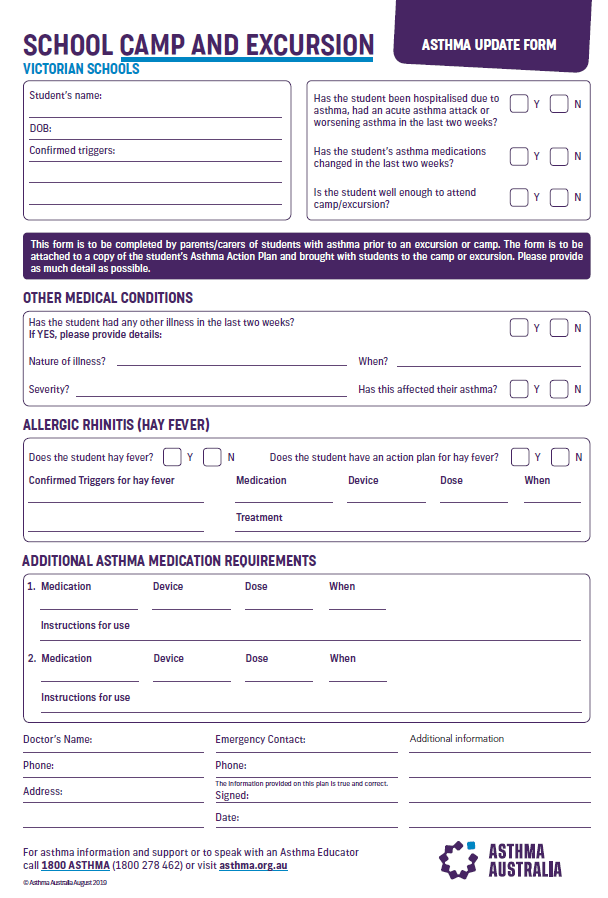 SCHOOL CAMP AND EXCURSION
ASTHMA UPDATE FORM
VICTORIAN SCHOOLS
Student's name:
DOB:
Confirmed triggers:
Has the student been hospitalised due to
asthma, had an acute asthma attack or
worsening asthma in the last two weeks?
Y N
Has the student's asthma medications
changed in the last two weeks?
Y N
Is the student well enough to attend
camp/excursion?
Y N
This form is to be completed by parents/carers of students with asthma prior to an excursion or camp. The form is to be
attached to a copy of the student's Asthma Action Plan and brought with students to the camp or excursion. Please provide
as much detail as possible.
OTHER MEDICAL CONDITIONS
Has the student had any other illness in the last two weeks? Y N
If YES, please provide details:
Nature of illness? When?
Severity? Has this affected their asthma? Y N
ALLERGIC RHINITIS (HAY FEVER)
Does the student hay fever? Y N Does the student have an action plan for hay fever? Y N
Confirmed Triggers for hay fever Medication Device Dose When
Treatment
ADDITIONAL ASTHMA MEDICATION REQUIREMENTS
1. Medication Device Dose When
Instructions for use
2. Medication Device Dose When
Instructions for use
Doctor's Name: Emergency Contact: Additional information
Phone: Phone:
The information provided on this plan is true and correct.
Address: Signed:
Date:
For asthma information and support or to speak with an Asthma Educator
call 1800 ASTHMA (1800 278 462) or visit asthma.org.au
© Asthma Australia August 2019
ASTHMA
AUSTRALIA